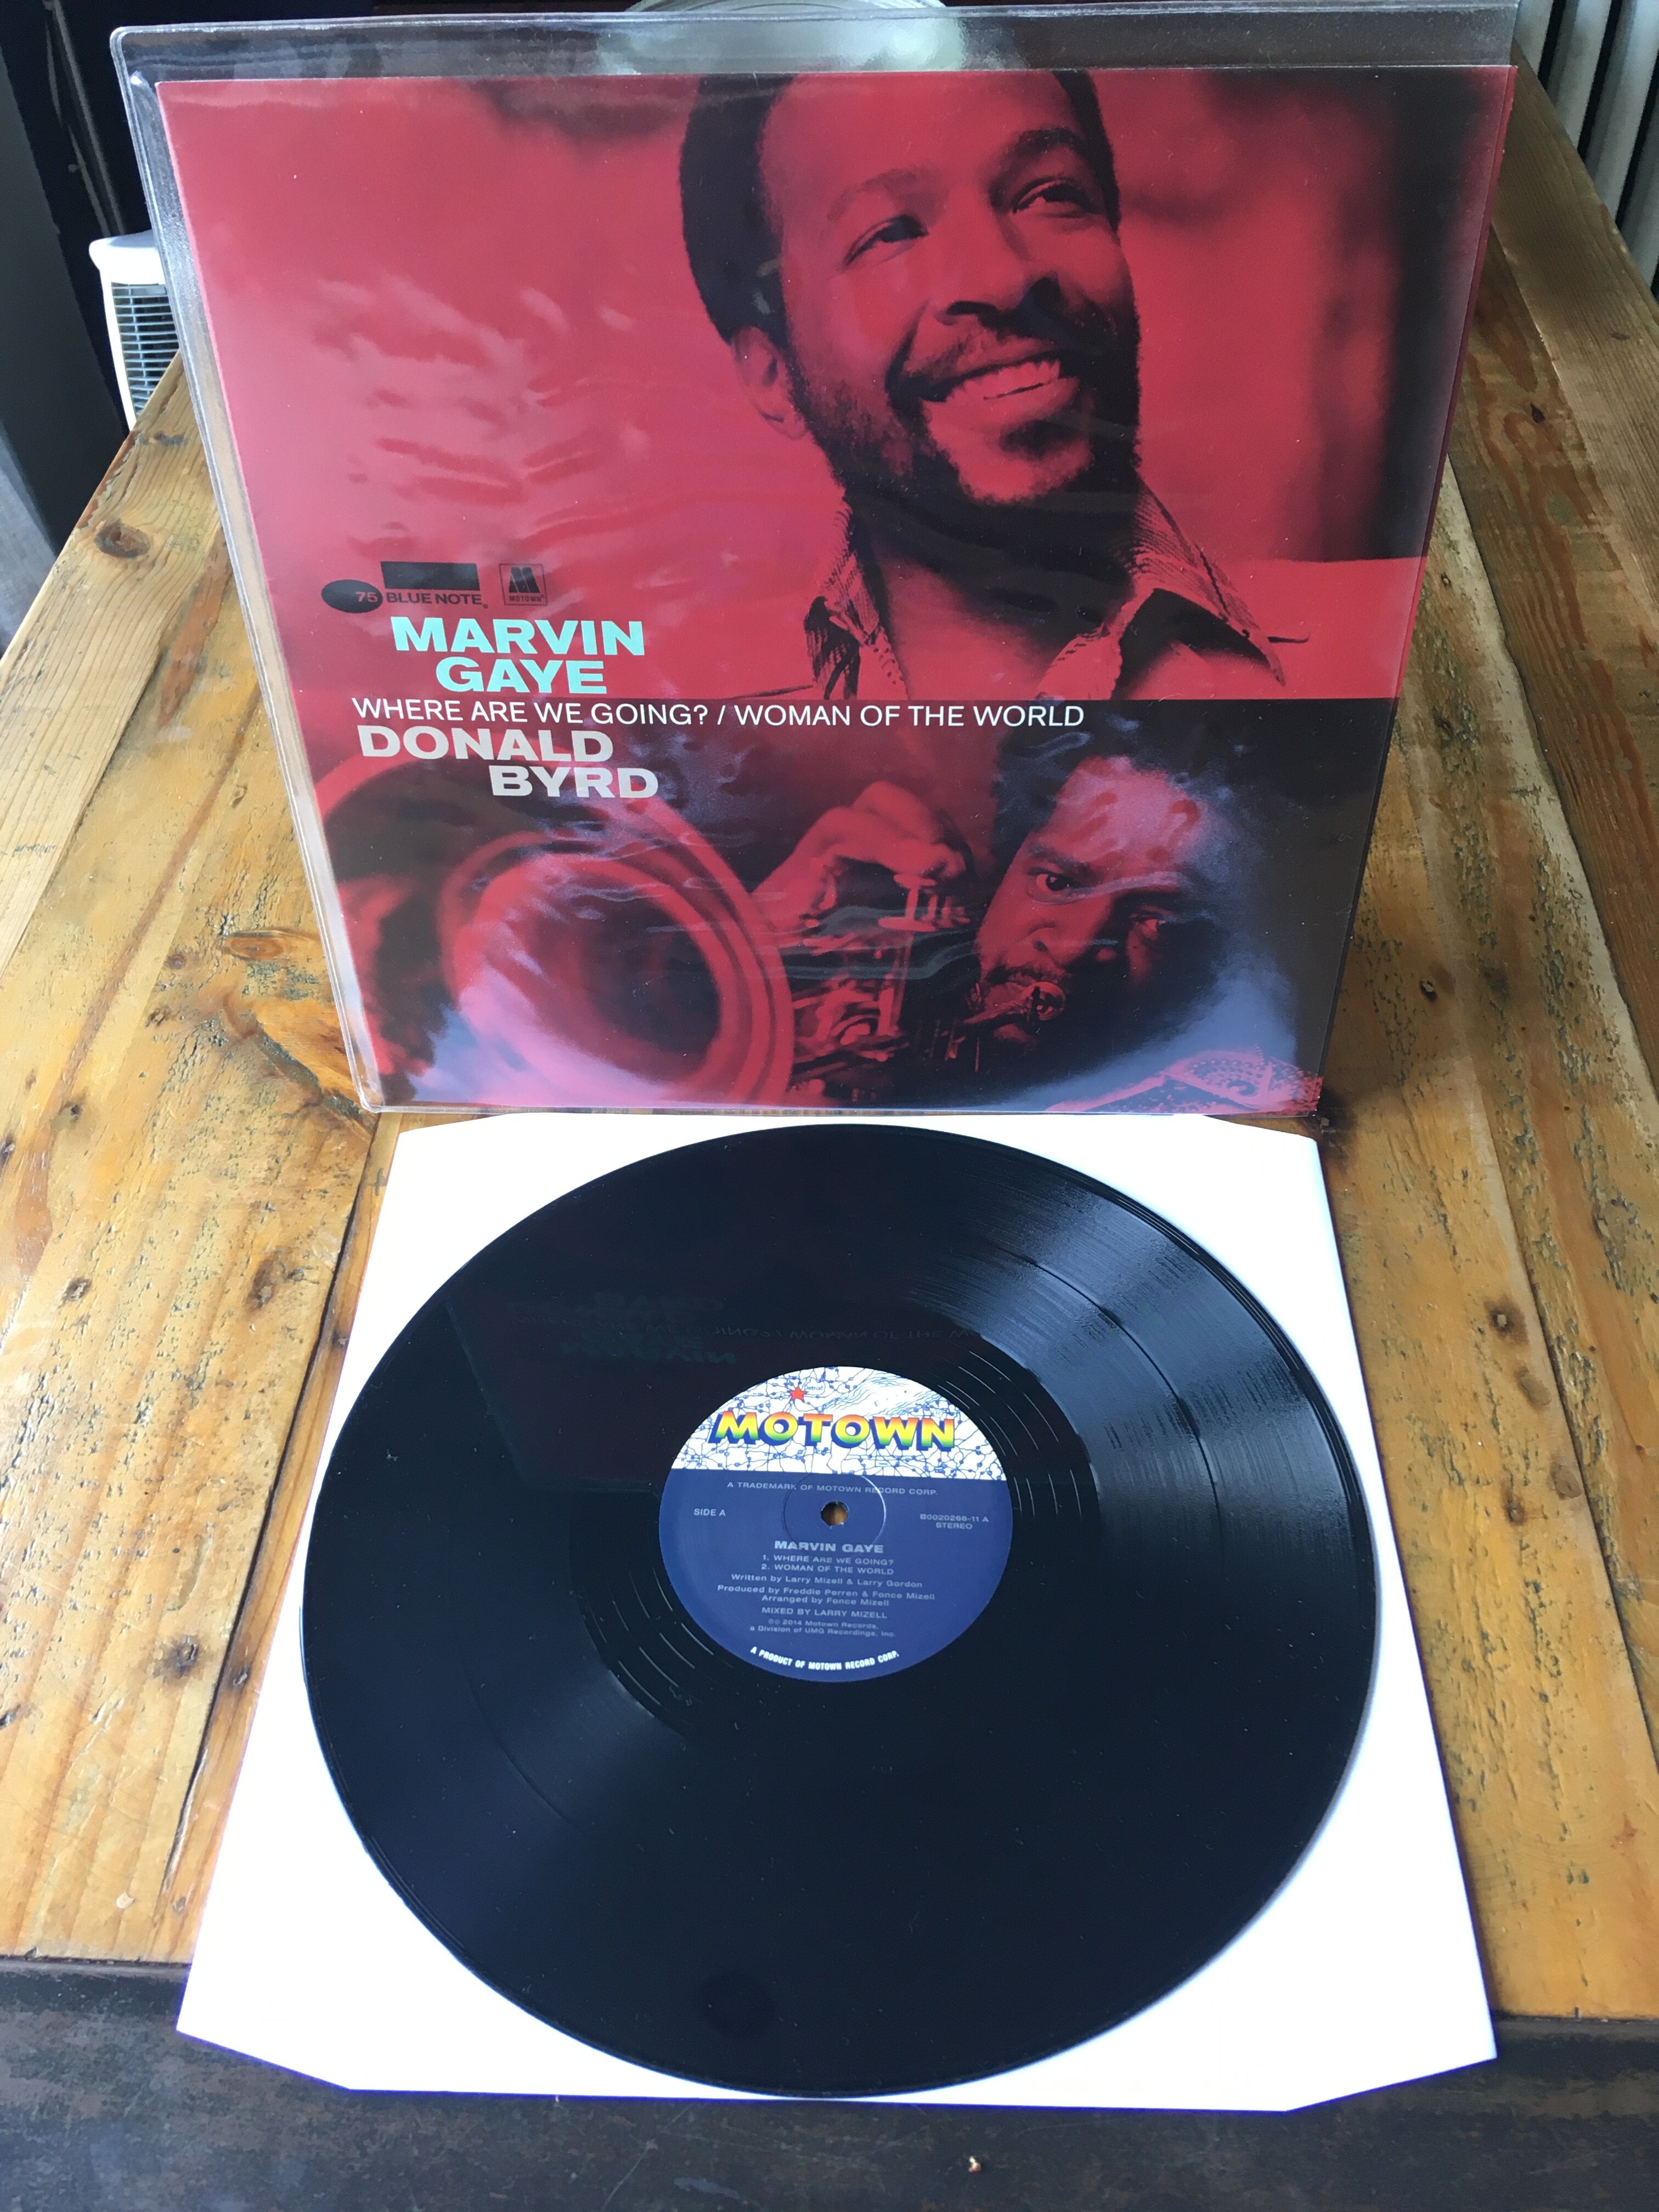 75 BLUE NOTE
MOTOWN
MARVIN
GAYE
WHERE ARE WE GOING? / WOMAN OF THE WORLD
DONALD
BYRD
Detroit
MOTOWN
A TRADEMARK OF MOTOWN RECORD CORP.
SIDE A
B0020266-11 A
STEREO
MARVIN GAYE
1. WHERE ARE WE GOING?
2. WOMAN OF THE WORLD
Written by Larry Mizell & Larry Gordon
Produced by Freddie Perren & Fonce Mizell
Arranged by Fonce Mizell
MIXED BY LARRY MIZELL
℗© 2014 Motown Records,
a Division of UMG Recordings, Inc.
A PRODUCT OF MOTOWN RECORD CORP.